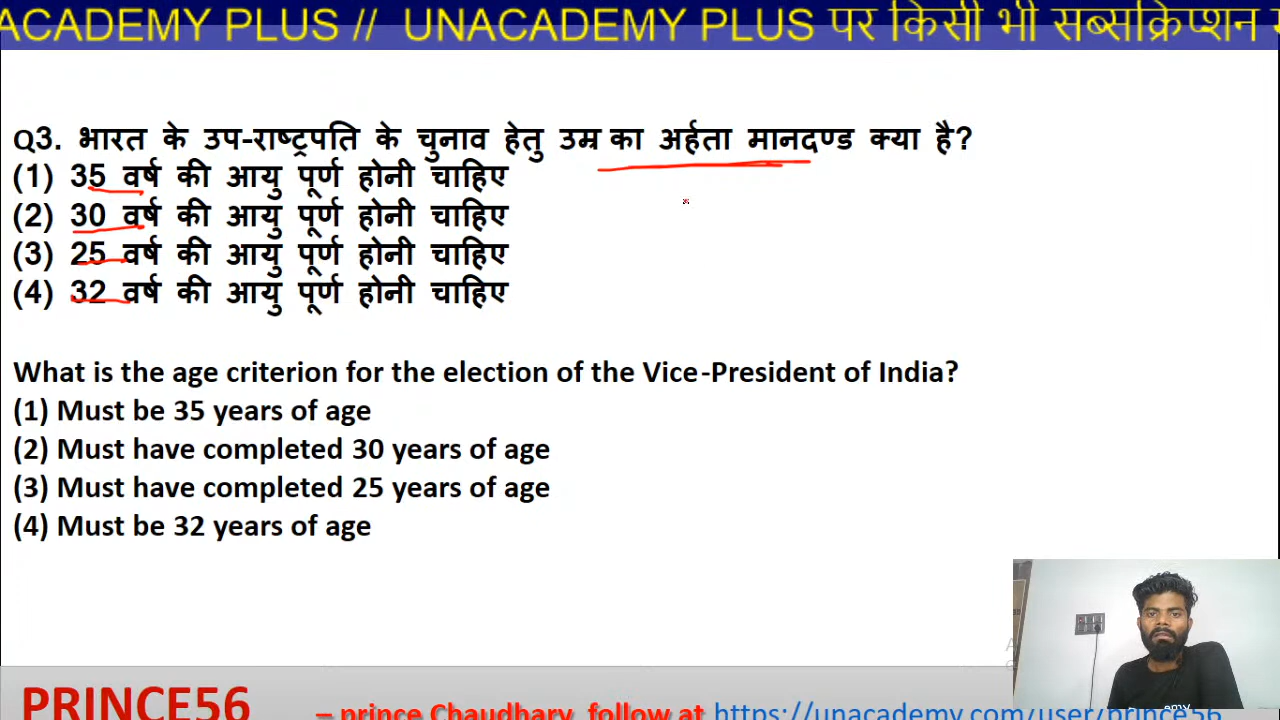 ACADEMY PLUS // UNACADEMY PLUS पर किसी भी सब्सक्रिप्शन
Q3. भारत के उप-राष्ट्रपति के चुनाव हेतु उम्र का अर्हता मानदण्ड क्या है?
(1) 35 वर्ष की आयु पूर्ण होनी चाहिए
(2) 30 वर्ष की आयु पूर्ण होनी चाहिए
(3) 25 वर्ष की आयु पूर्ण होनी चाहिए
(4) 32 वर्ष की आयु पूर्ण होनी चाहिए
What is the age criterion for the election of the Vice-President of India?
(1) Must be 35 years of age
(2) Must have completed 30 years of age
(3) Must have completed 25 years of age
(4) Must be 32 years of age
PRINCE56 – prince Chaudhary follow at https://unacademy.com/user/prince56